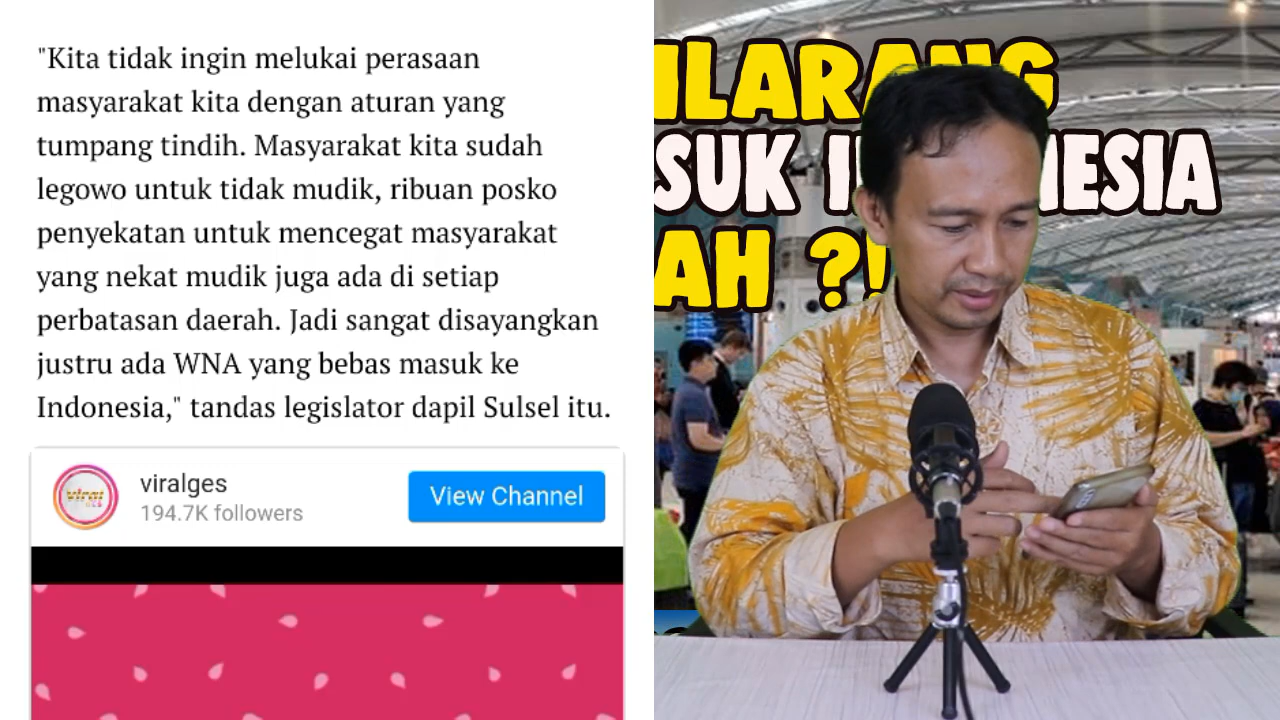 "Kita tidak ingin melukai perasaan
masyarakat kita dengan aturan yang
tumpang tindih. Masyarakat kita sudah
legowo untuk tidak mudik, ribuan posko
penyekatan untuk mencegat masyarakat
yang nekat mudik juga ada di setiap
perbatasan daerah. Jadi sangat disayangkan
justru ada WNA yang bebas masuk ke
Indonesia," tandas legislator dapil Sulsel itu.
viralges
194.7K followers
View Channel
ILARANG
SUK I NESIA
AH ?!